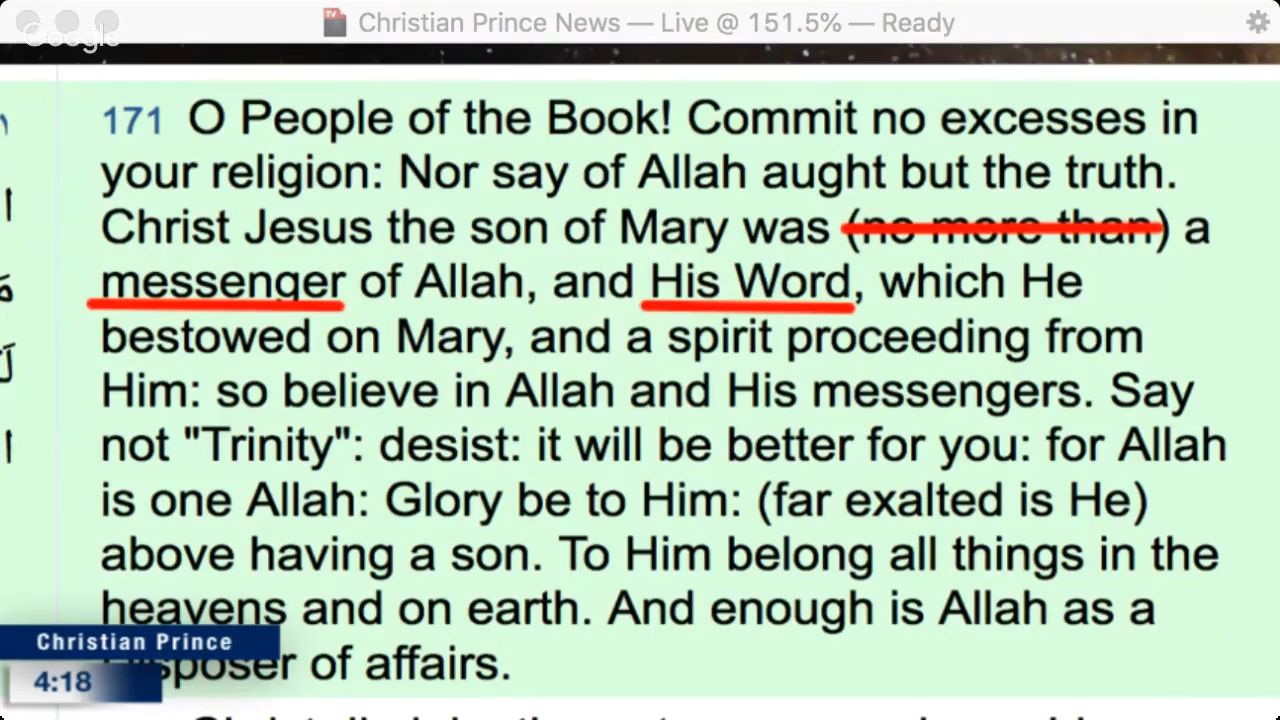 Christian Prince News — Live @ 151.5% — Ready
Google
171 O People of the Book! Commit no excesses in
your religion: Nor say of Allah aught but the truth.
Christ Jesus the son of Mary was (no more than) a
messenger of Allah, and His Word, which He
bestowed on Mary, and a spirit proceeding from
Him: so believe in Allah and His messengers. Say
not "Trinity": desist: it will be better for you: for Allah
is one Allah: Glory be to Him: (far exalted is He)
above having a son. To Him belong all things in the
heavens and on earth. And enough is Allah as a
Disposer of affairs.
Christian Prince
4:18